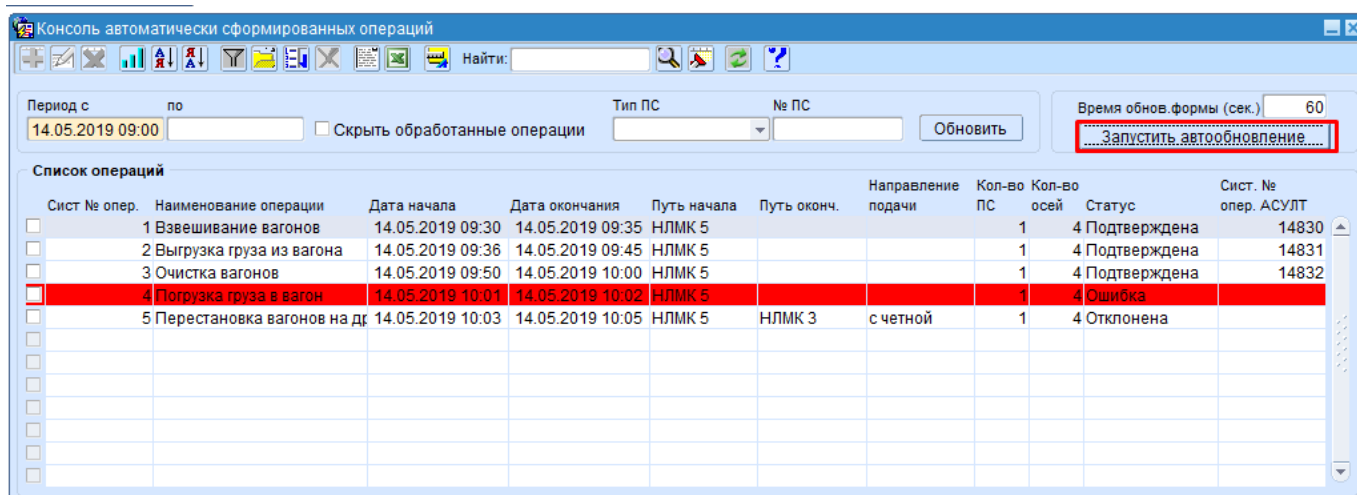 Консоль автоматически сформированных операций
Найти:
Период с по Тип ПС № ПС Время обнов.формы (сек.) 60
14.05.2019 09:00 Скрыть обработанные операции Обновить Запустить автообновление
Список операций
Направление Кол-во Кол-во Сист. №
Сист № опер. Наименование операции Дата начала Дата окончания Путь начала Путь оконч. подачи ПС осей Статус опер. АСУЛТ
1 Взвешивание вагонов 14.05.2019 09:30 14.05.2019 09:35 НЛМК 5 1 4 Подтверждена 14830
2 Выгрузка груза из вагона 14.05.2019 09:36 14.05.2019 09:45 НЛМК 5 1 4 Подтверждена 14831
3 Очистка вагонов 14.05.2019 09:50 14.05.2019 10:00 НЛМК 5 1 4 Подтверждена 14832
4 Погрузка груза в вагон 14.05.2019 10:01 14.05.2019 10:02 НЛМК 5 1 4 Ошибка
5 Перестановка вагонов на др 14.05.2019 10:03 14.05.2019 10:05 НЛМК 5 НЛМК 3 с четной 1 4 Отклонена